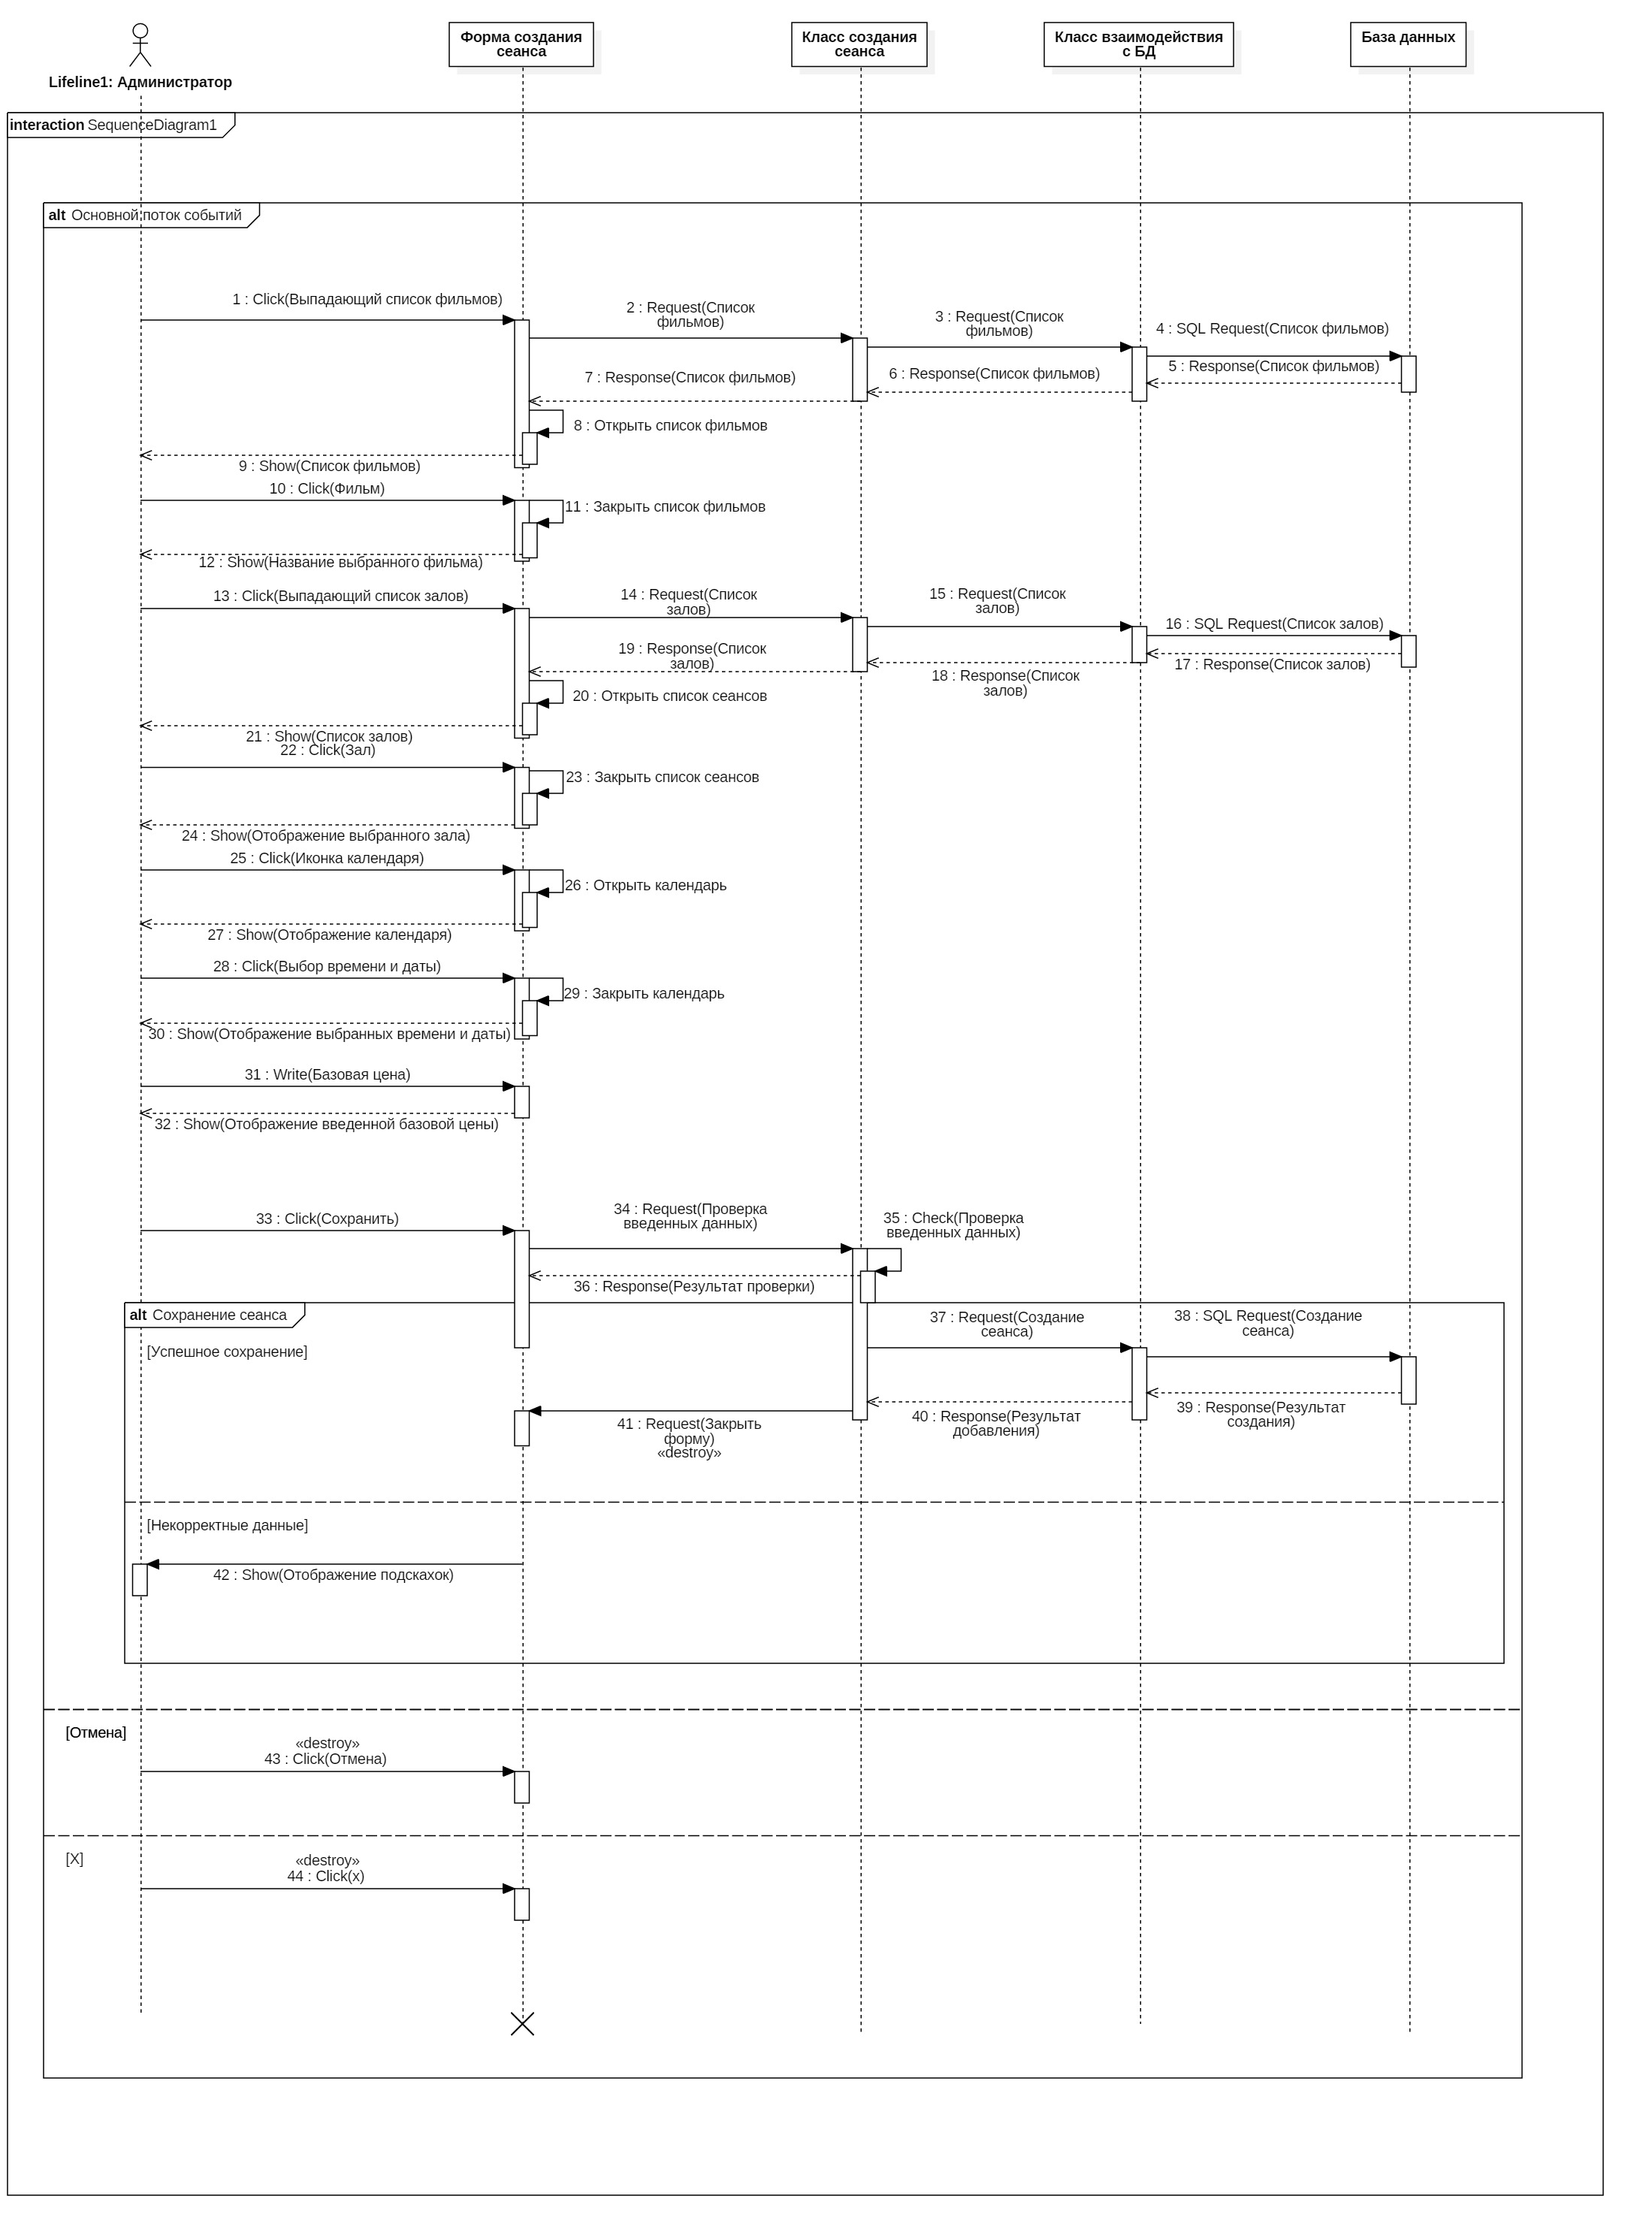 Lifeline1: Администратор
Форма создания
сеанса
Класс создания
сеанса
Класс взаимодействия
с БД
База данных
interaction SequenceDiagram1
alt Основной поток событий
1 : Click(Выпадающий список фильмов)
2 : Request(Список
фильмов)
3 : Request(Список
фильмов)
4 : SQL Request(Список фильмов)
5 : Response(Список фильмов)
6 : Response(Список фильмов)
7 : Response(Список фильмов)
8 : Открыть список фильмов
9 : Show(Список фильмов)
10 : Click(Фильм)
11 : Закрыть список фильмов
12 : Show(Название выбранного фильма)
13 : Click(Выпадающий список залов)
14 : Request(Список
залов)
15 : Request(Список
залов)
16 : SQL Request(Список залов)
17 : Response(Список залов)
18 : Response(Список
залов)
19 : Response(Список
залов)
20 : Открыть список сеансов
21 : Show(Список залов)
22 : Click(Зал)
23 : Закрыть список сеансов
24 : Show(Отображение выбранного зала)
25 : Click(Иконка календаря)
26 : Открыть календарь
27 : Show(Отображение календаря)
28 : Click(Выбор времени и даты)
29 : Закрыть календарь
30 : Show(Отображение выбранных времени и даты)
31 : Write(Базовая цена)
32 : Show(Отображение введенной базовой цены)
33 : Click(Сохранить)
34 : Request(Проверка
введенных данных)
35 : Check(Проверка
введенных данных)
36 : Response(Результат проверки)
alt Сохранение сеанса
[Успешное сохранение]
37 : Request(Создание
сеанса)
38 : SQL Request(Создание
сеанса)
39 : Response(Результат
создания)
40 : Response(Результат
добавления)
41 : Request(Закрыть
форму)
«destroy»
[Некорректные данные]
42 : Show(Отображение подскахок)
[Отмена]
«destroy»
43 : Click(Отмена)
[X]
«destroy»
44 : Click(x)